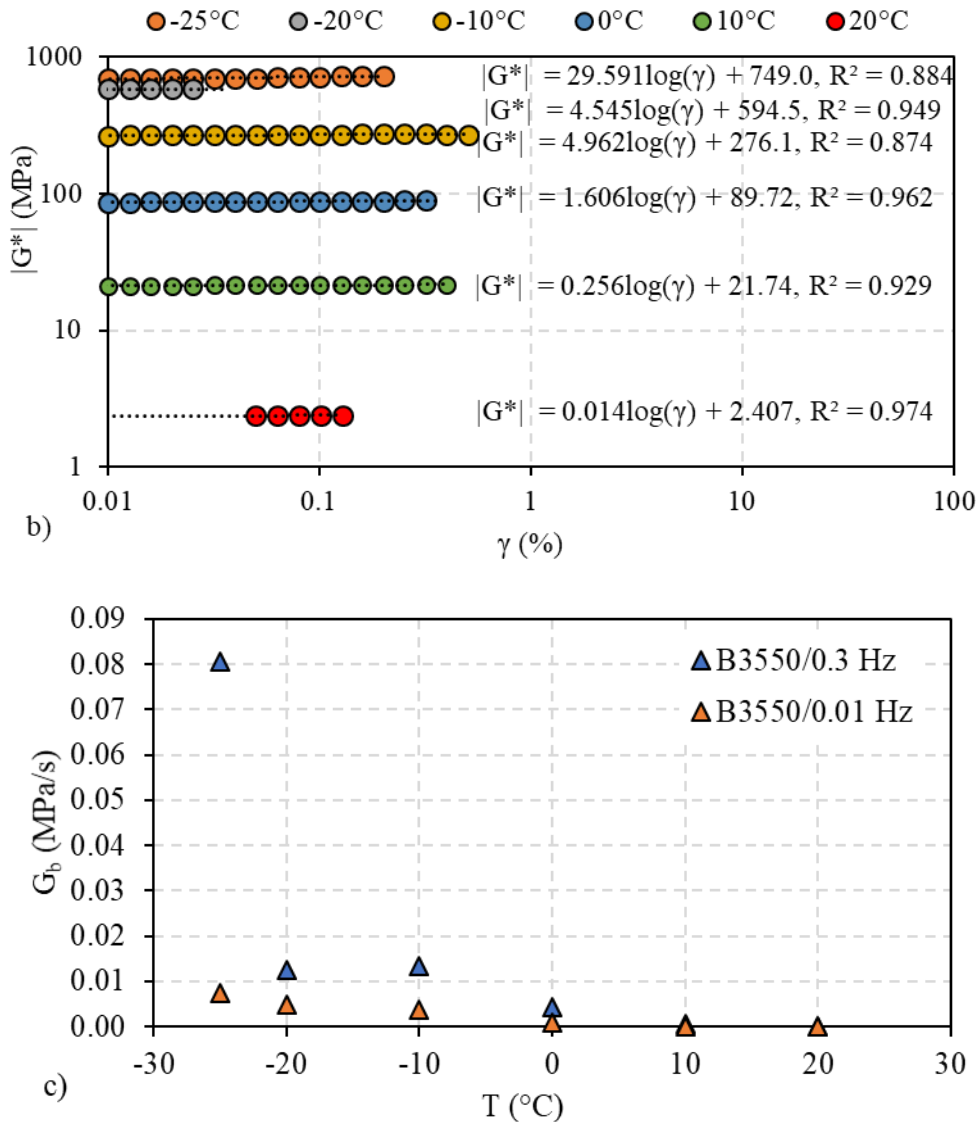 -25°C -20°C -10°C 0°C 10°C 20°C
1000
|G*| = 29.591log(γ) + 749.0, R² = 0.884
|G*| = 4.545log(γ) + 594.5, R² = 0.949
|G*| = 4.962log(γ) + 276.1, R² = 0.874
100
|G*| = 1.606log(γ) + 89.72, R² = 0.962
|G*| (MPa)
|G*| = 0.256log(γ) + 21.74, R² = 0.929
10
|G*| = 0.014log(γ) + 2.407, R² = 0.974
1
0.01 0.1 1 10 100
b)
γ (%)
0.09
0.08
B3550/0.3 Hz
0.07
B3550/0.01 Hz
0.06
0.05
G_b (MPa/s)
0.04
0.03
0.02
0.01
0.00
-30 -20 -10 0 10 20 30
c)
T (°C)